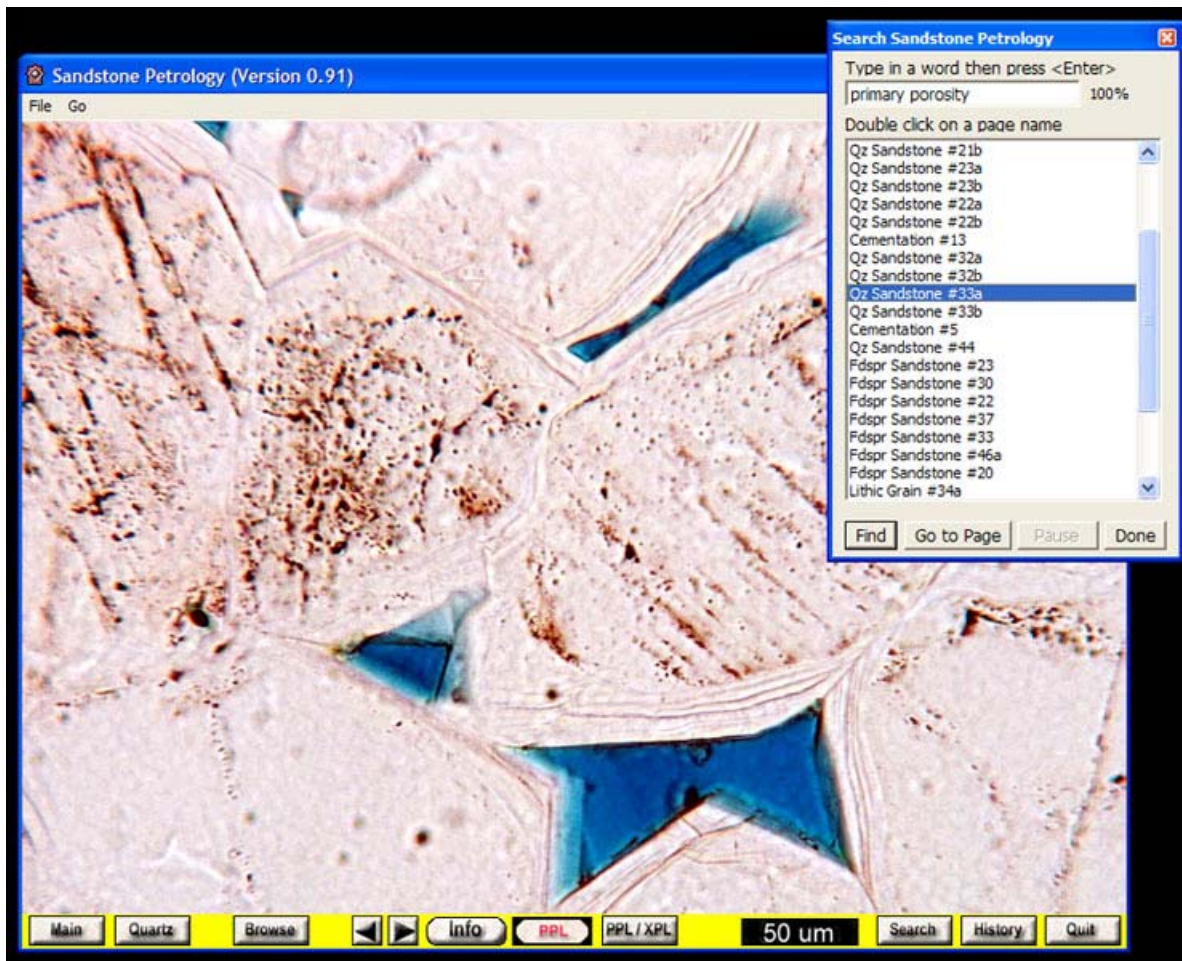 Search Sandstone Petrology
Type in a word then press <Enter>
primary porosity 100%
Double click on a page name
Qz Sandstone #21b
Qz Sandstone #23a
Qz Sandstone #23b
Qz Sandstone #22a
Qz Sandstone #22b
Cementation #13
Qz Sandstone #32a
Qz Sandstone #32b
Qz Sandstone #33a
Qz Sandstone #33b
Cementation #5
Qz Sandstone #44
Fdspr Sandstone #23
Fdspr Sandstone #30
Fdspr Sandstone #22
Fdspr Sandstone #37
Fdspr Sandstone #33
Fdspr Sandstone #46a
Fdspr Sandstone #20
Lithic Grain #34a
Find Go to Page Pause Done
Sandstone Petrology (Version 0.91)
File Go
Main Quartz Browse Info PPL PPL / XPL 50 um Search History Quit